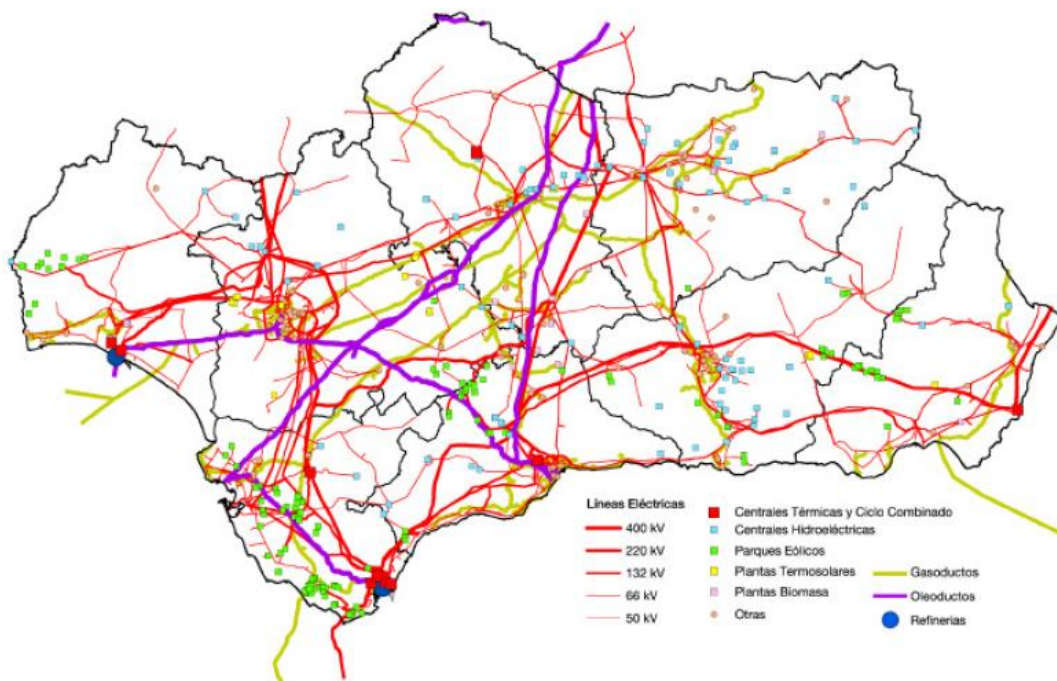 Líneas Eléctricas
400 kV
220 kV
132 kV
66 kV
50 kV
Centrales Térmicas y Ciclo Combinado
Centrales Hidroeléctricas
Parques Eólicos
Plantas Termosolares
Plantas Biomasa
Otras
Gasoductos
Oleoductos
Refinerias